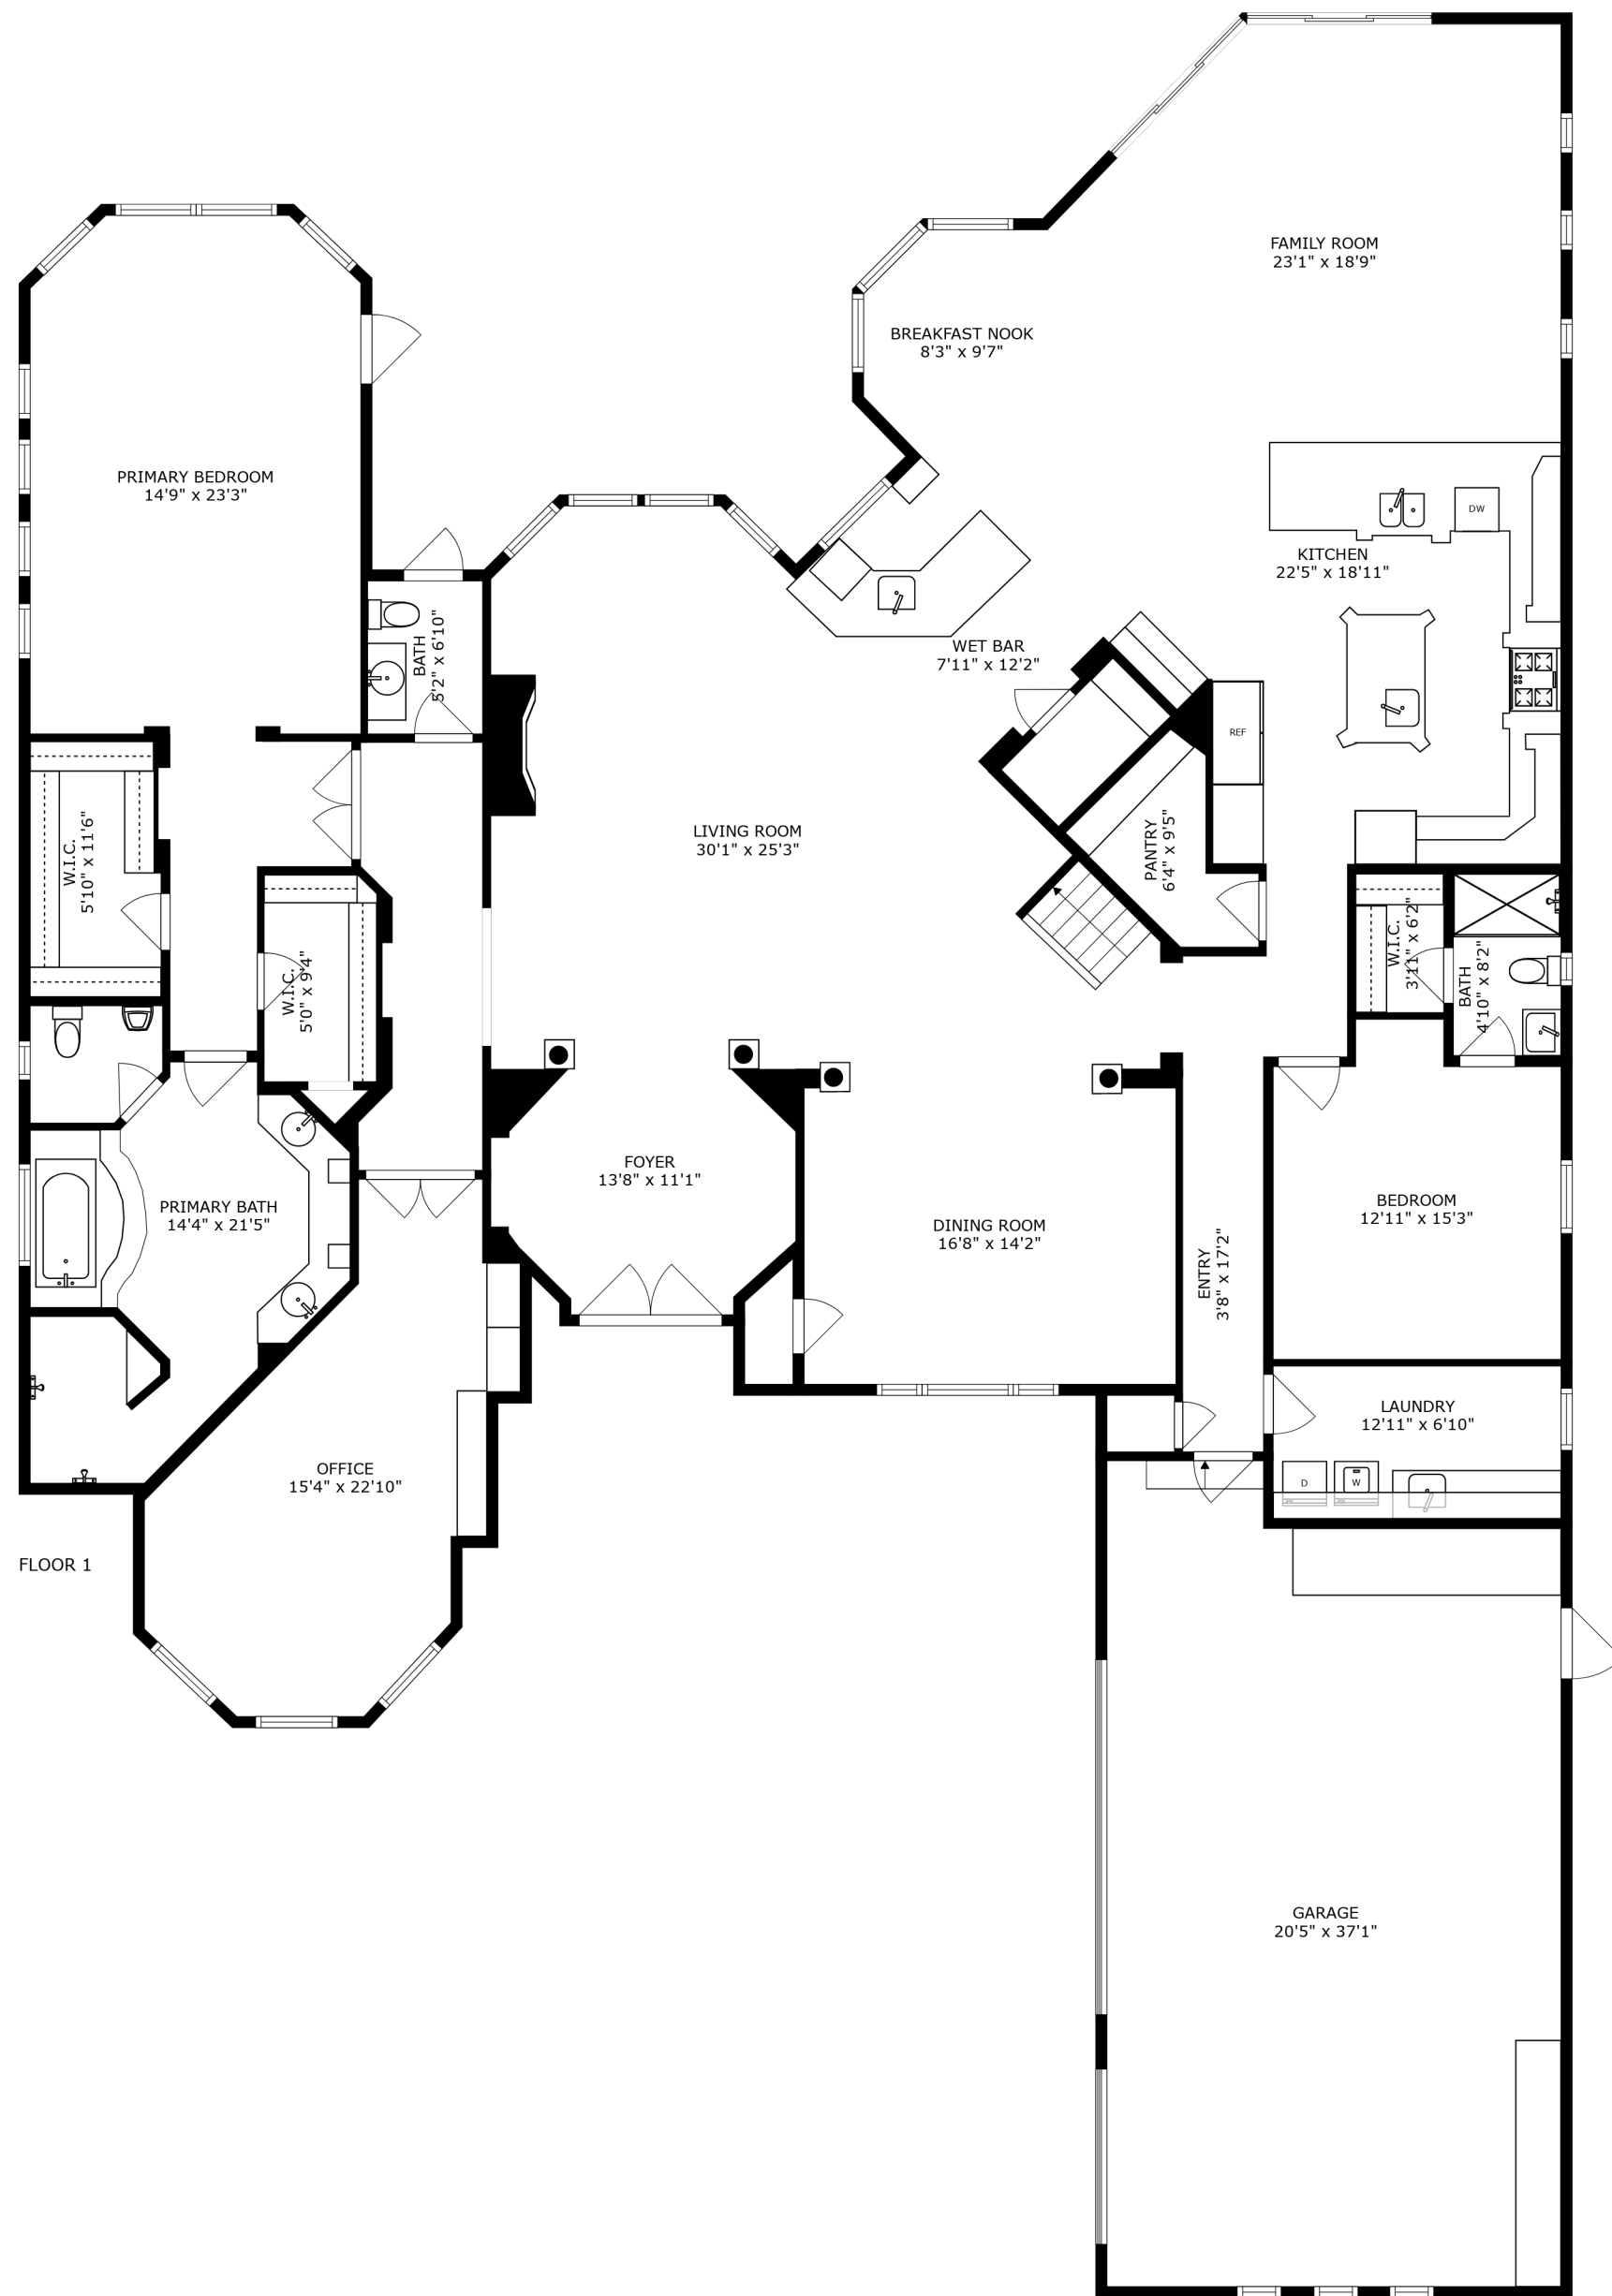 FAMILY ROOM
23'1" x 18'9"
BREAKFAST NOOK
8'3" x 9'7"
PRIMARY BEDROOM
14'9" x 23'3"
DW
KITCHEN
22'5" x 18'11"
BATH
5'2" x 6'10"
WET BAR
7'11" x 12'2"
REF
LIVING ROOM
30'1" x 25'3"
PANTRY
6'4" x 9'5"
W.I.C.
5'10" x 11'6"
W.I.C.
3'11" x 6'2"
BATH
4'10" x 8'2"
W.I.C.
5'0" x 9'4"
FOYER
13'8" x 11'1"
PRIMARY BATH
14'4" x 21'5"
BEDROOM
12'11" x 15'3"
DINING ROOM
16'8" x 14'2"
ENTRY
3'8" x 17'2"
LAUNDRY
12'11" x 6'10"
OFFICE
15'4" x 22'10"
D
W
FLOOR 1
GARAGE
20'5" x 37'1"